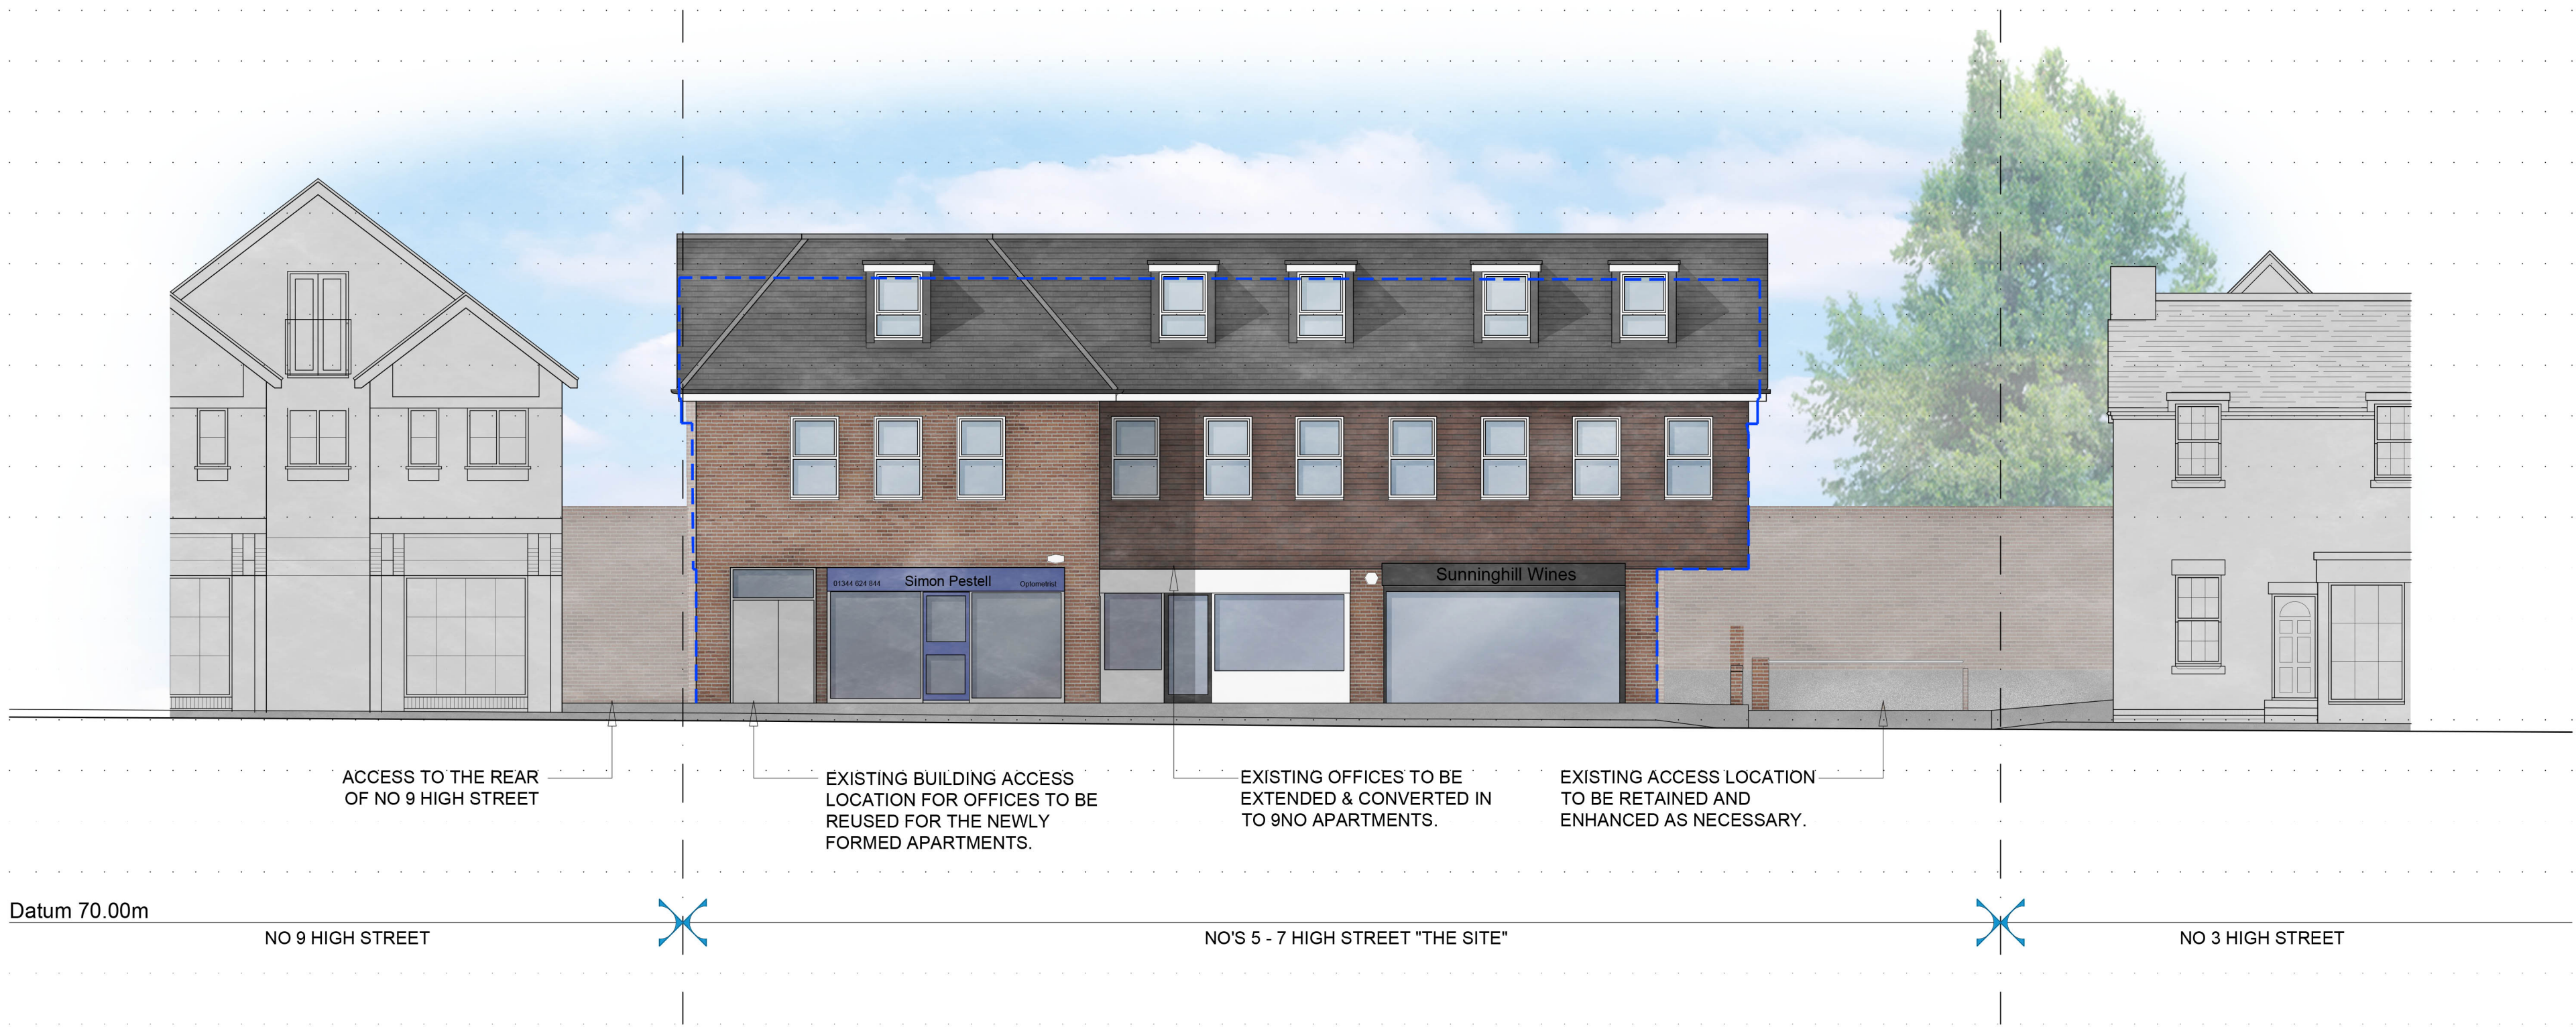 01344 624 844 Simon Pestell Optometrist
Sunninghill Wines
ACCESS TO THE REAR
OF NO 9 HIGH STREET
EXISTING BUILDING ACCESS
LOCATION FOR OFFICES TO BE
REUSED FOR THE NEWLY
FORMED APARTMENTS.
EXISTING OFFICES TO BE
EXTENDED & CONVERTED IN
TO 9NO APARTMENTS.
EXISTING ACCESS LOCATION
TO BE RETAINED AND
ENHANCED AS NECESSARY.
Datum 70.00m
NO 9 HIGH STREET
NO'S 5 - 7 HIGH STREET "THE SITE"
NO 3 HIGH STREET